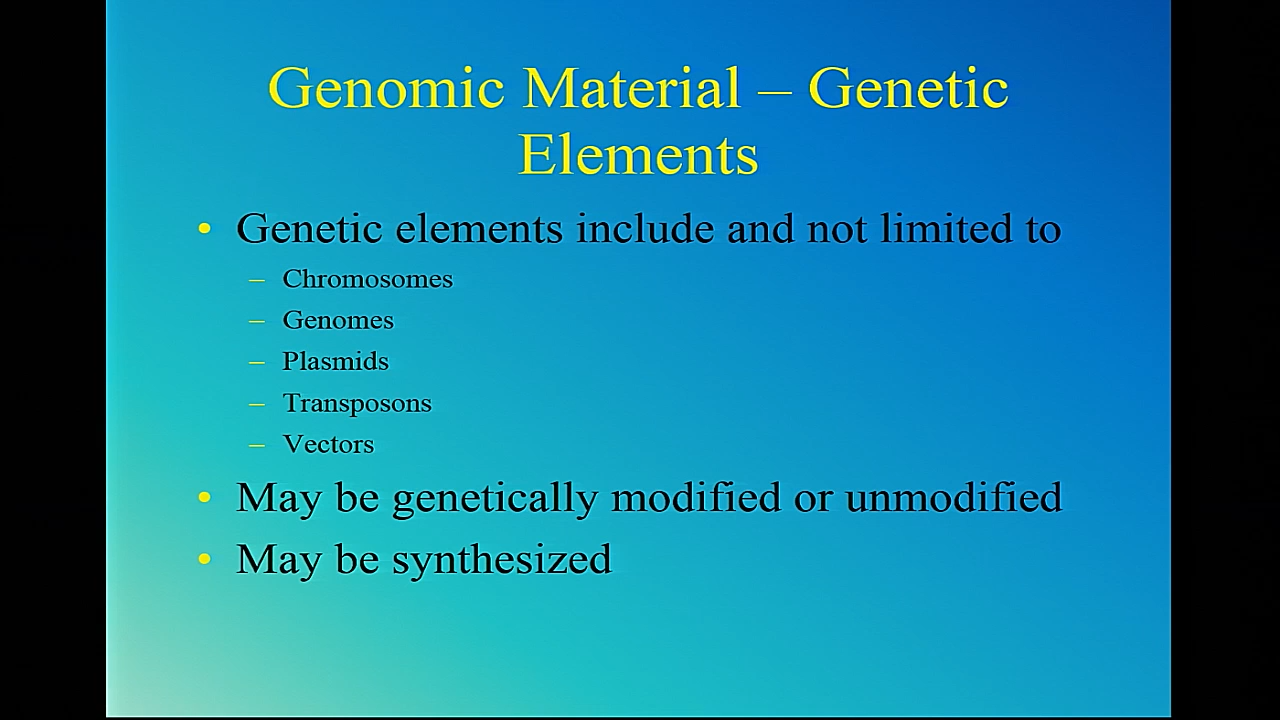 Genomic Material – Genetic
Elements
• Genetic elements include and not limited to
– Chromosomes
– Genomes
– Plasmids
– Transposons
– Vectors
• May be genetically modified or unmodified
• May be synthesized